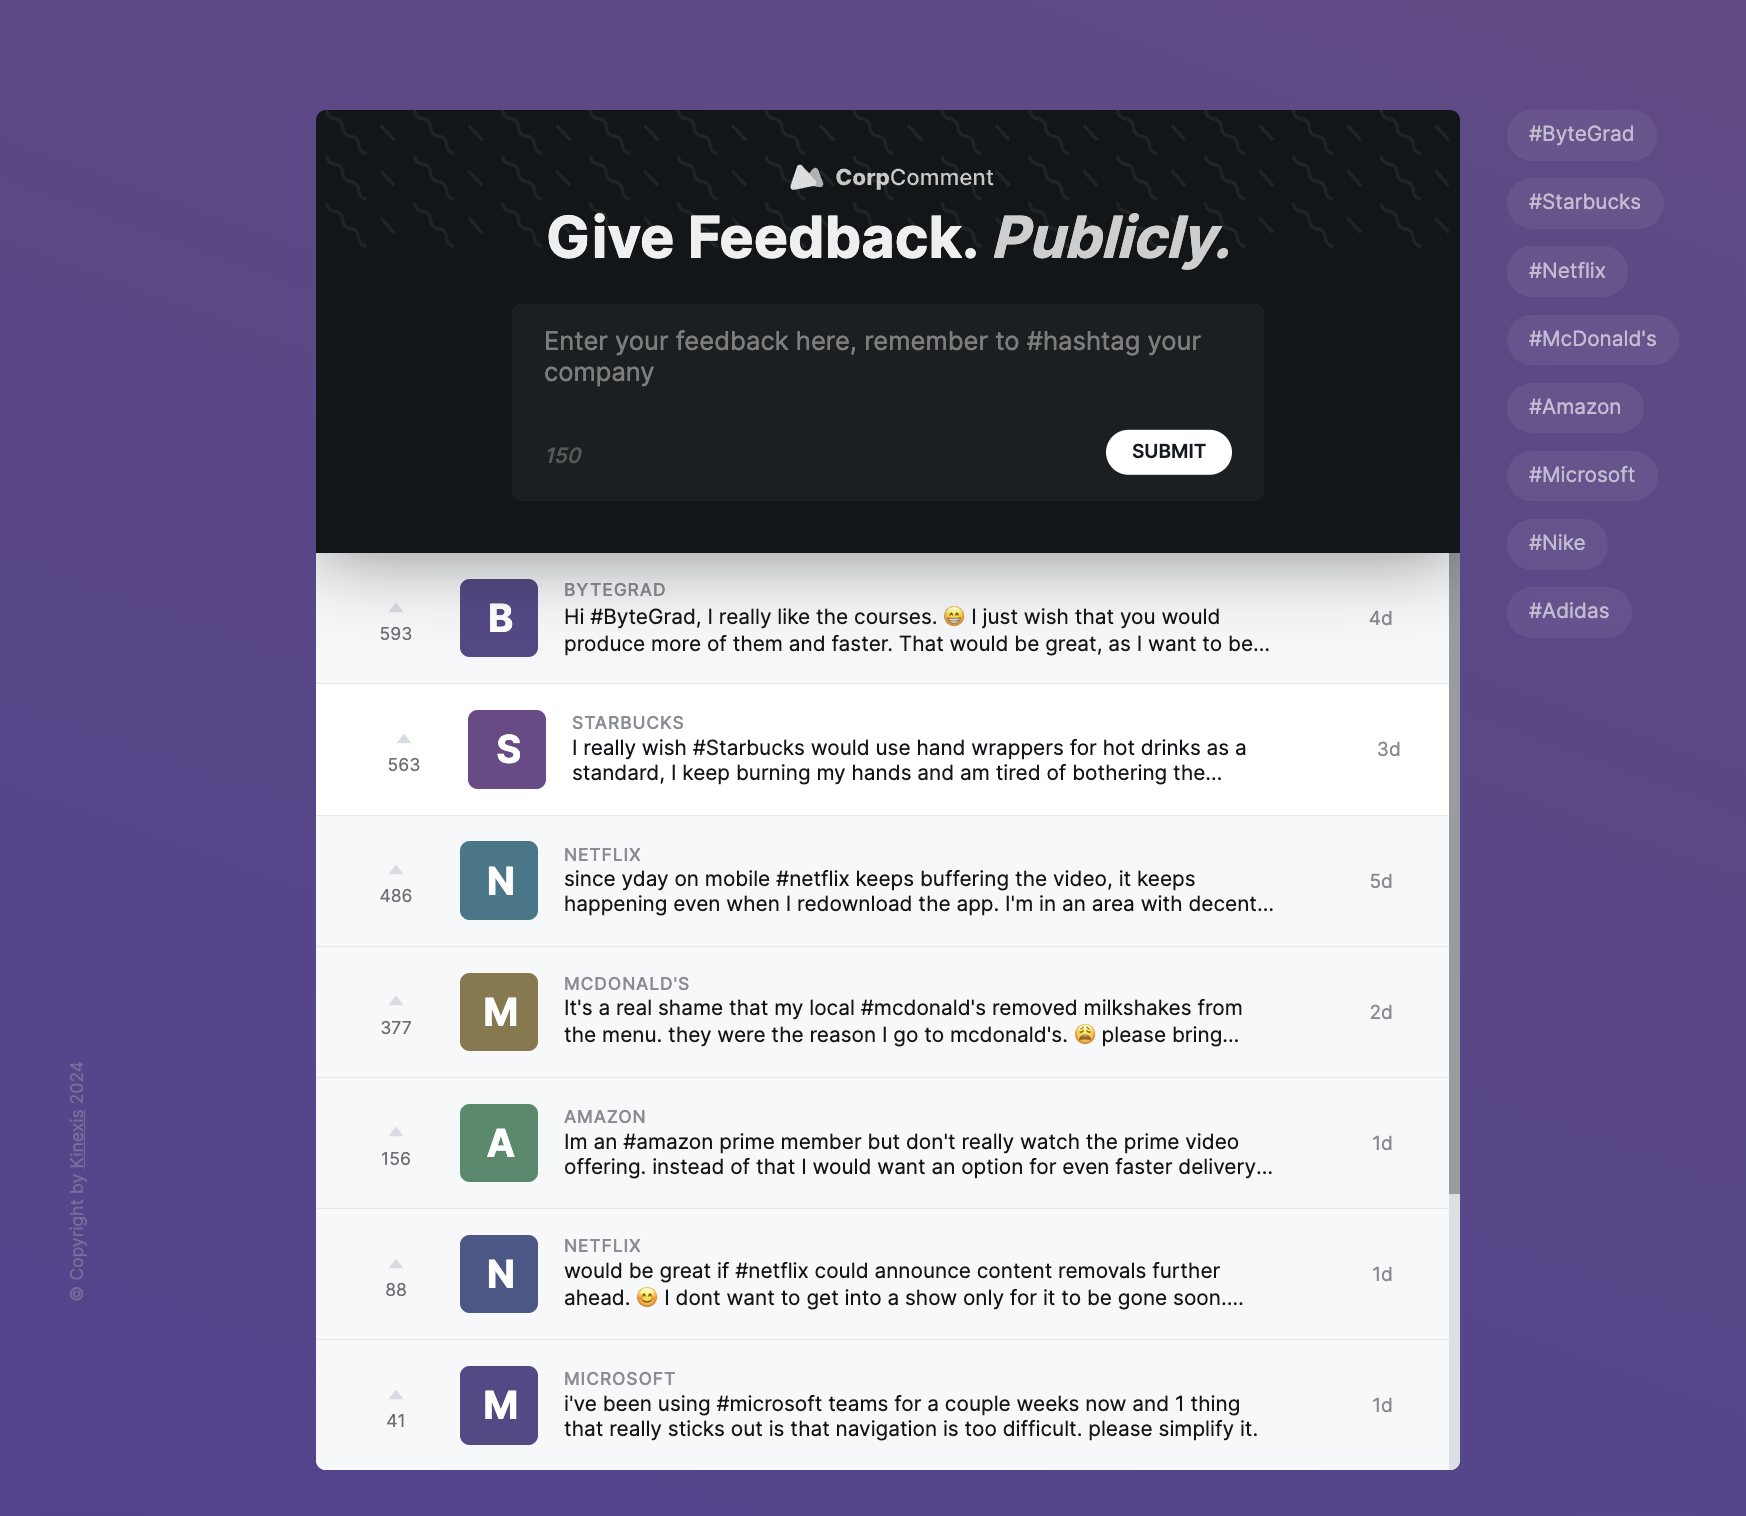 CorpComment
Give Feedback. Publicly.
Enter your feedback here, remember to #hashtag your
company
150
SUBMIT
593
B
BYTEGRAD
Hi #ByteGrad, I really like the courses. 😁 I just wish that you would
produce more of them and faster. That would be great, as I want to be...
4d
563
S
STARBUCKS
I really wish #Starbucks would use hand wrappers for hot drinks as a
standard, I keep burning my hands and am tired of bothering the...
3d
486
N
NETFLIX
since yday on mobile #netflix keeps buffering the video, it keeps
happening even when I redownload the app. I'm in an area with decent...
5d
377
M
MCDONALD'S
It's a real shame that my local #mcdonald's removed milkshakes from
the menu. they were the reason I go to mcdonald's. 😩 please bring...
2d
156
A
AMAZON
Im an #amazon prime member but don't really watch the prime video
offering. instead of that I would want an option for even faster delivery...
1d
88
N
NETFLIX
would be great if #netflix could announce content removals further
ahead. 😊 I dont want to get into a show only for it to be gone soon....
1d
41
M
MICROSOFT
i've been using #microsoft teams for a couple weeks now and 1 thing
that really sticks out is that navigation is too difficult. please simplify it.
1d
#ByteGrad
#Starbucks
#Netflix
#McDonald's
#Amazon
#Microsoft
#Nike
#Adidas
© Copyright by Kinexis 2024